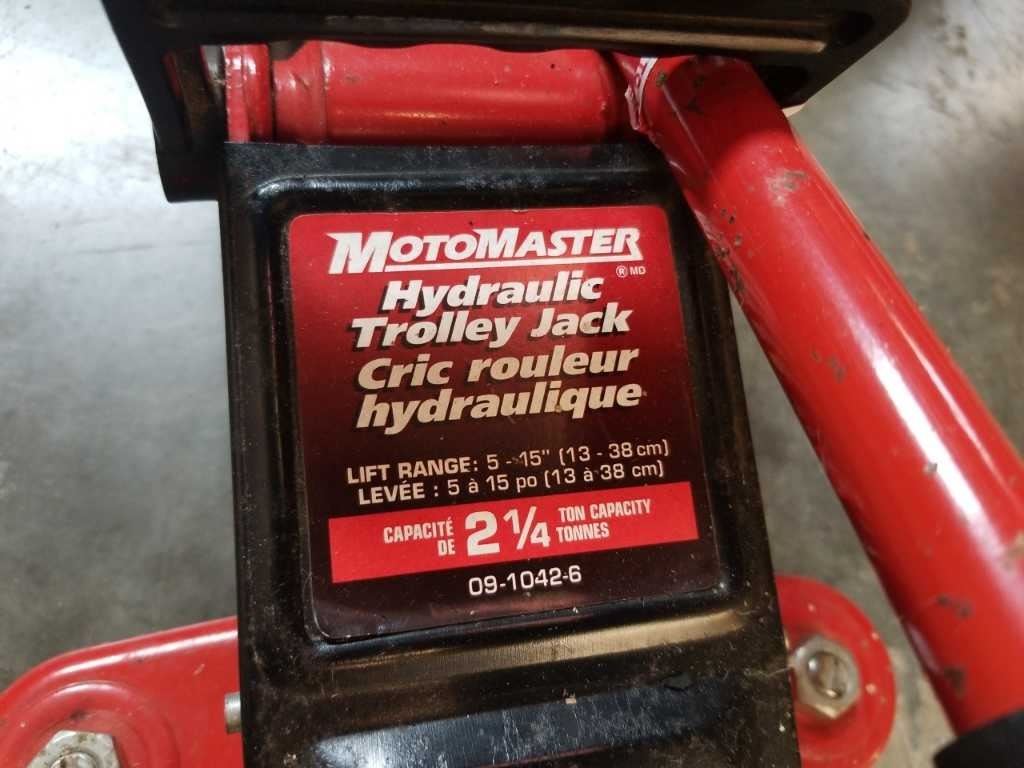 MOTOMASTER
® MD
Hydraulic
Trolley Jack
Cric rouleur
hydraulique
LIFT RANGE: 5 - 15" (13 - 38 cm)
LEVÉE : 5 à 15 po (13 à 38 cm)
CAPACITÉ DE 2 1/4 TON CAPACITY TONNES
09-1042-6